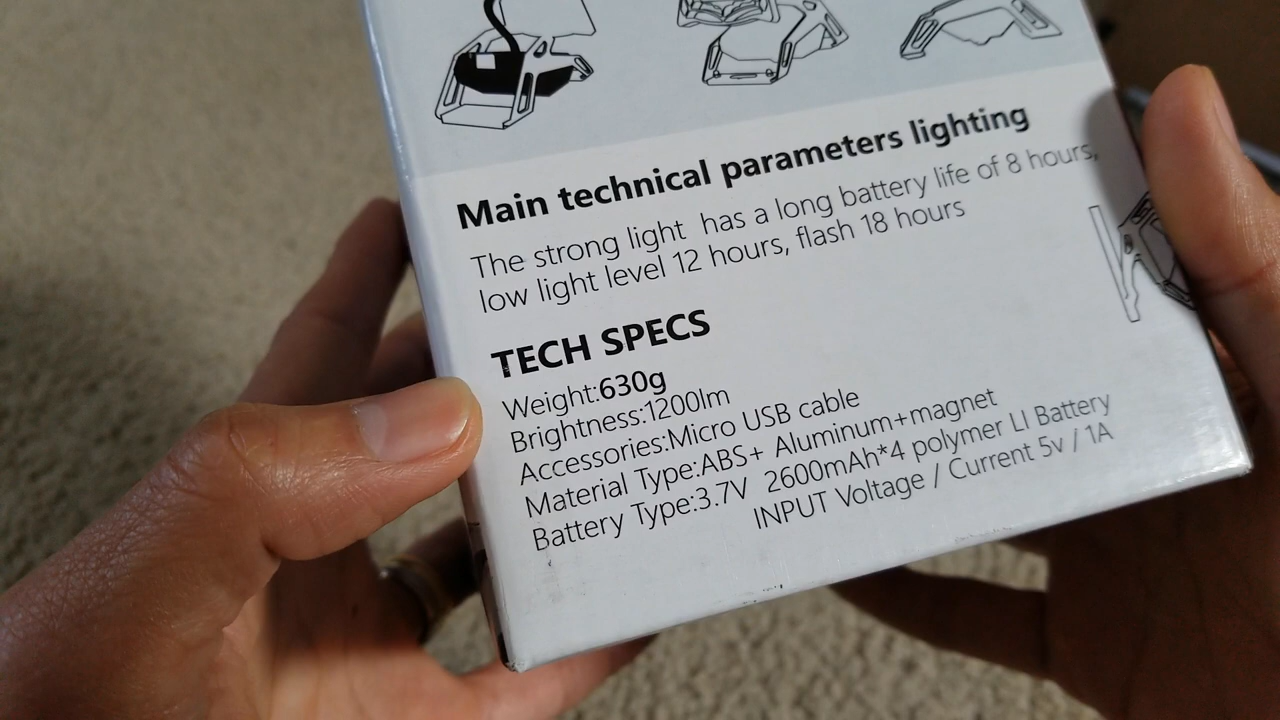 Main technical parameters lighting
The strong light has a long battery life of 8 hours,
low light level 12 hours, flash 18 hours
TECH SPECS
Weight:630g
Brightness:1200lm
Accessories:Micro USB cable
Material Type:ABS+ Aluminum+magnet
Battery Type:3.7V 2600mAh*4 polymer LI Battery
INPUT Voltage / Current 5v / 1A